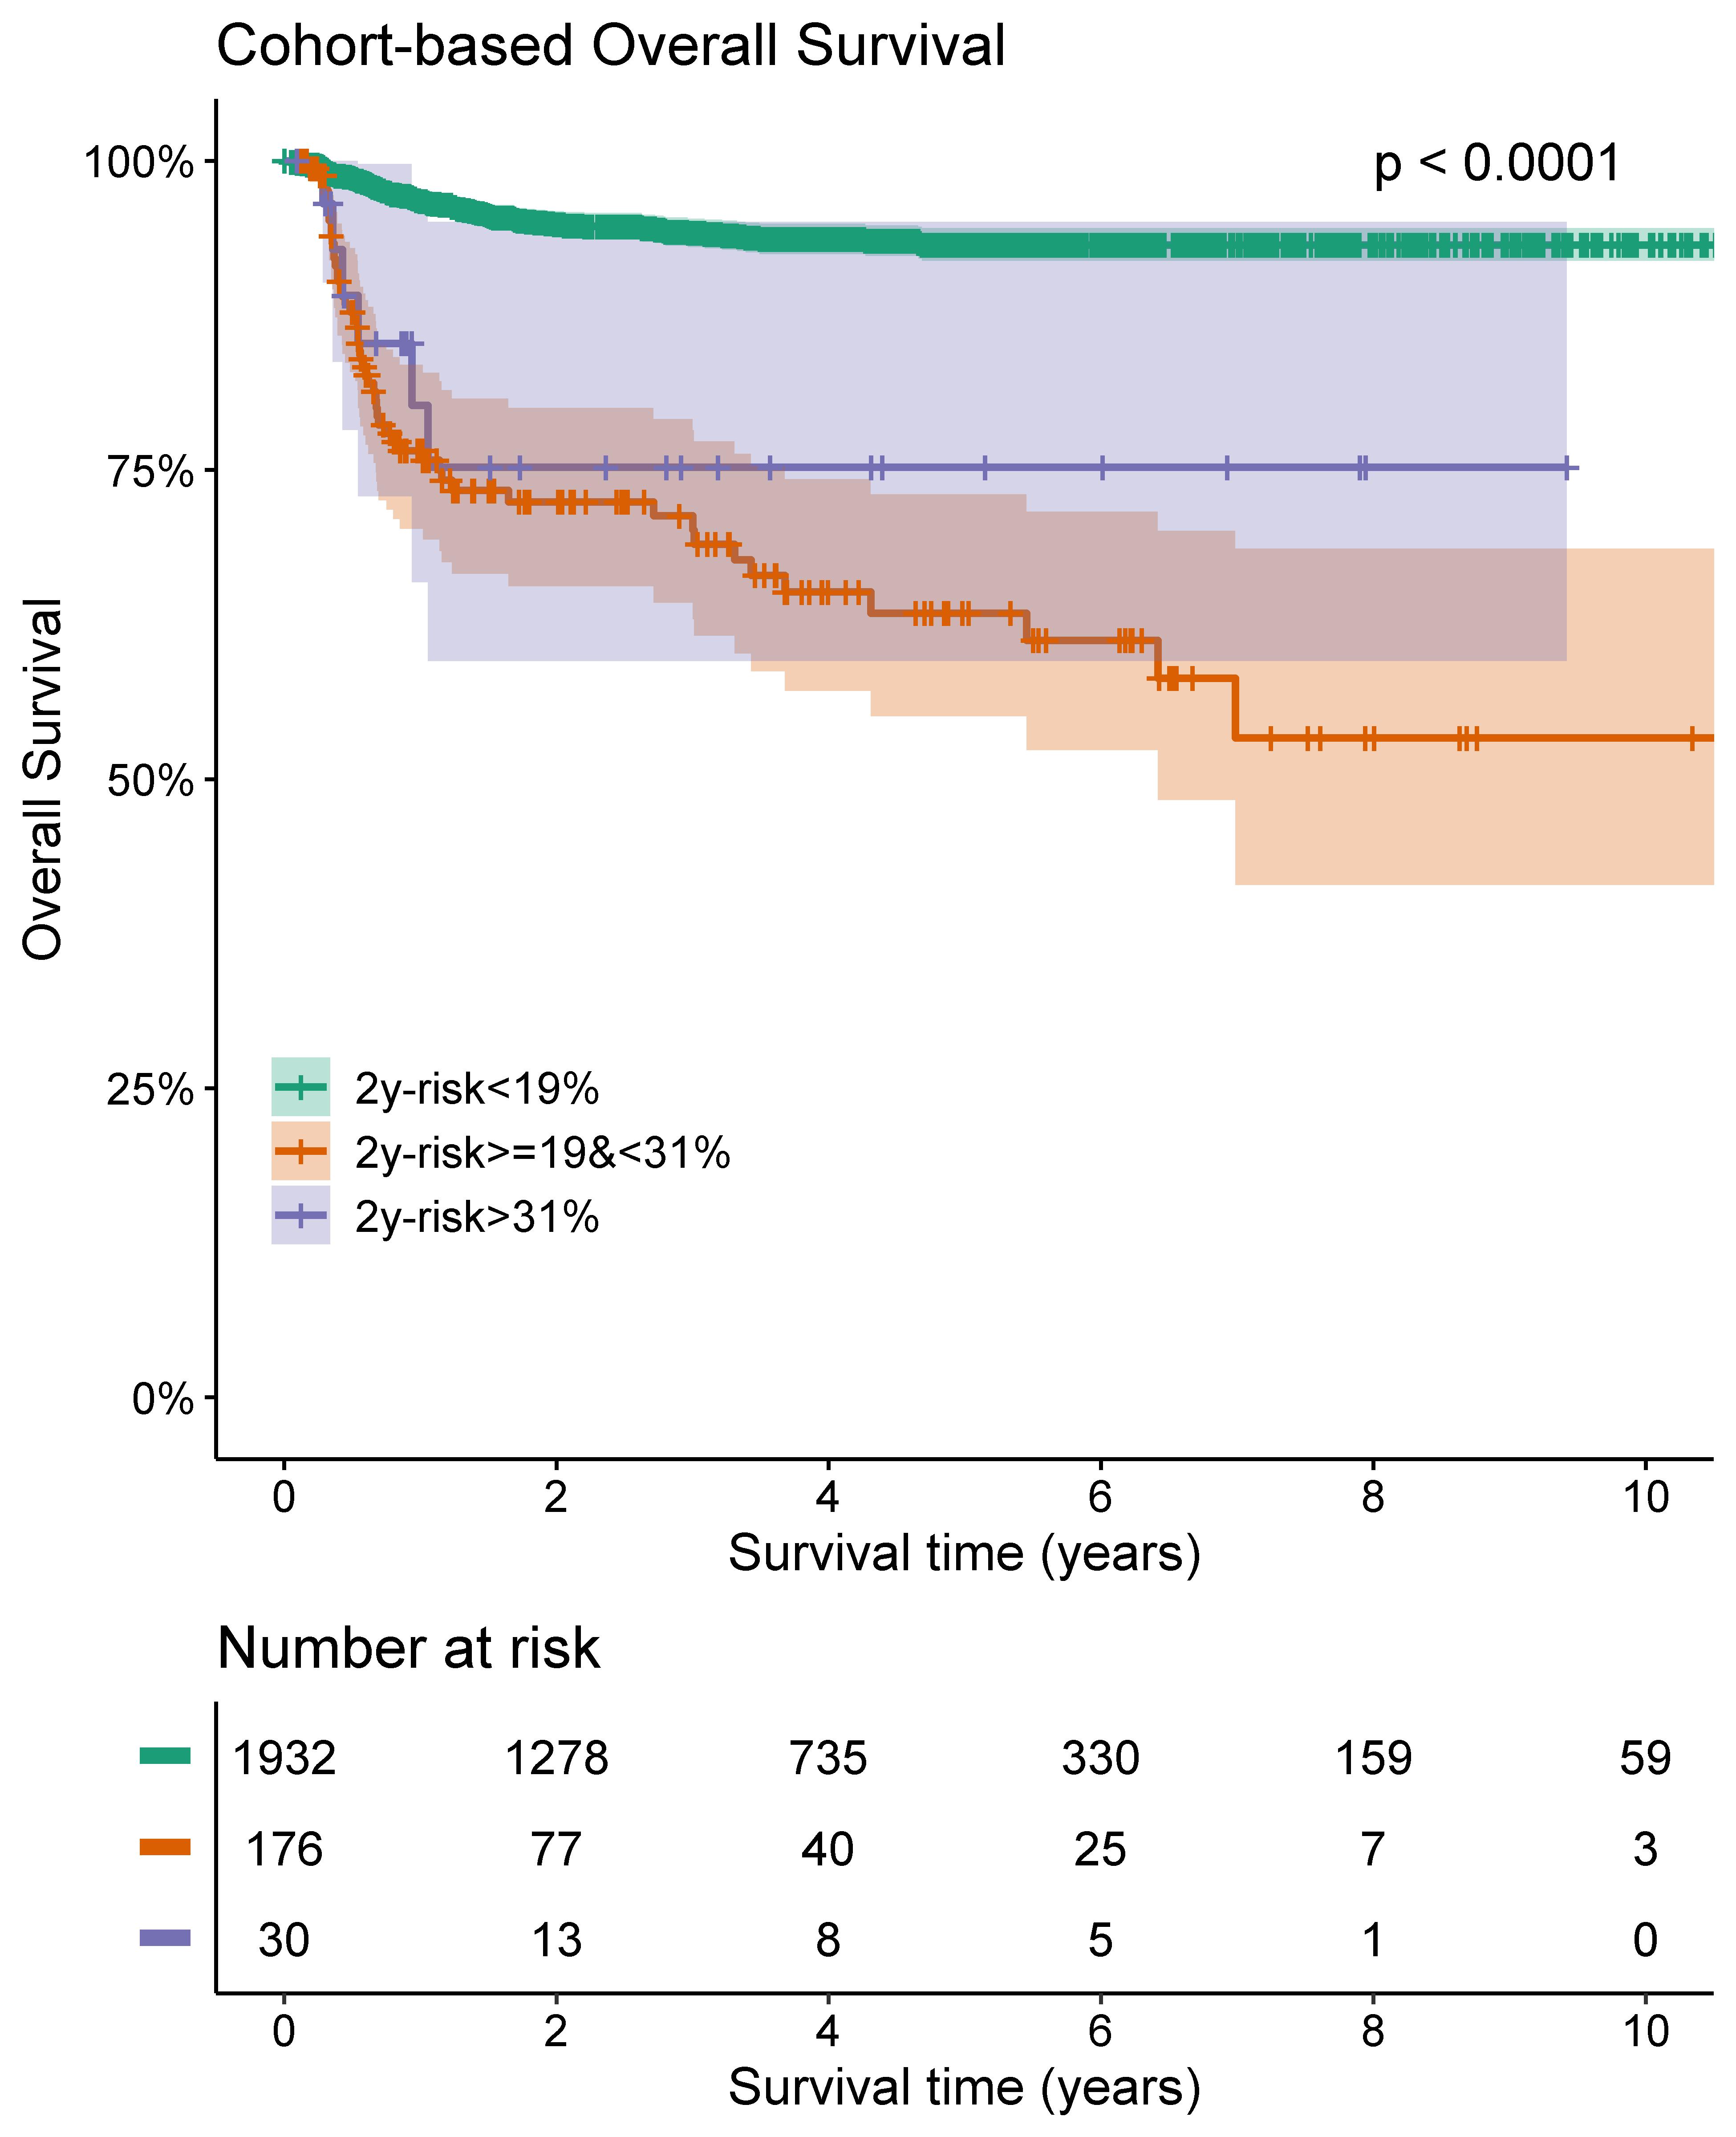 Cohort-based Overall Survival
p < 0.0001
100%
75%
50%
25%
0%
Overall Survival
2y-risk<19%
2y-risk>=19&<31%
2y-risk>31%
0 2 4 6 8 10
Survival time (years)
Number at risk
1932 1278 735 330 159 59
176 77 40 25 7 3
30 13 8 5 1 0
0 2 4 6 8 10
Survival time (years)